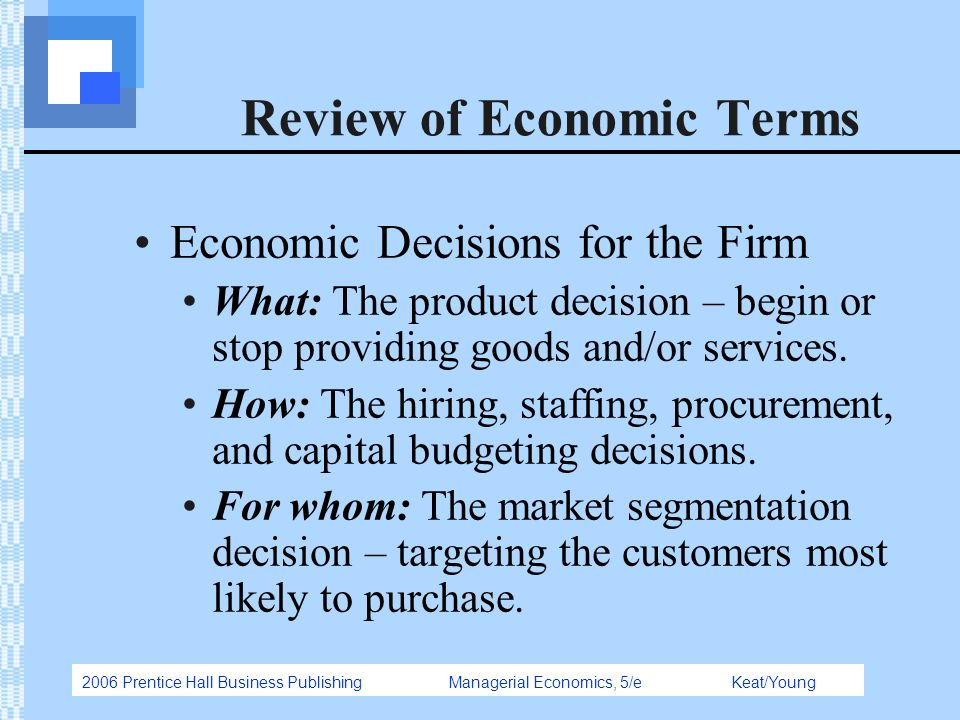 Review of Economic Terms
• Economic Decisions for the Firm
• What: The product decision – begin or
stop providing goods and/or services.
• How: The hiring, staffing, procurement,
and capital budgeting decisions.
• For whom: The market segmentation
decision – targeting the customers most
likely to purchase.
2006 Prentice Hall Business Publishing Managerial Economics, 5/e Keat/Young